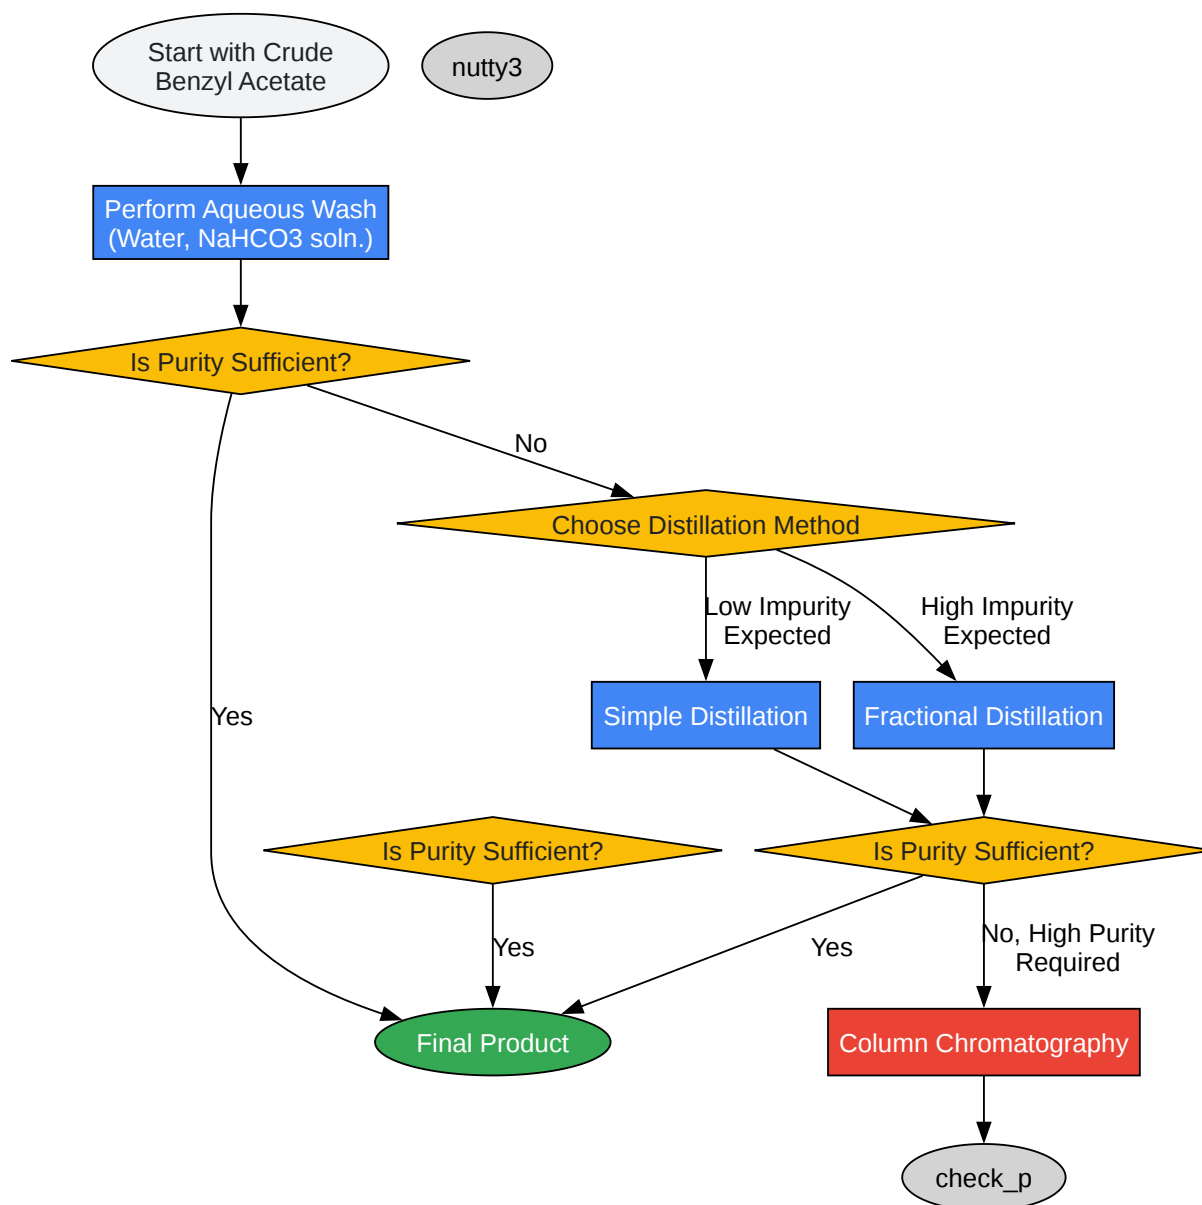 Start with Crude
Benzyl Acetate
nutty3
Perform Aqueous Wash
(Water, NaHCO3 soln.)
Is Purity Sufficient?
No
Choose Distillation Method
Low Impurity
Expected
High Impurity
Expected
Yes
Simple Distillation
Fractional Distillation
Is Purity Sufficient?
Is Purity Sufficient?
Yes
Yes
No, High Purity
Required
Final Product
Column Chromatography
check_p